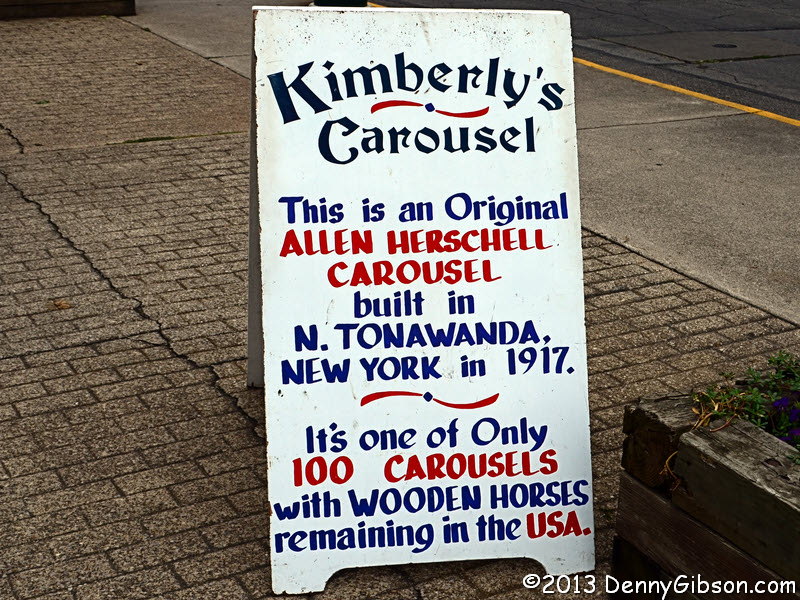 Kimberly's
Carousel
This is an Original
ALLEN HERSCHELL
CAROUSEL
built in
N. TONAWANDA,
NEW YORK in 1917.
It's one of Only
100 CAROUSELS
with WOODEN HORSES
remaining in the USA.
©2013 DennyGibson.com